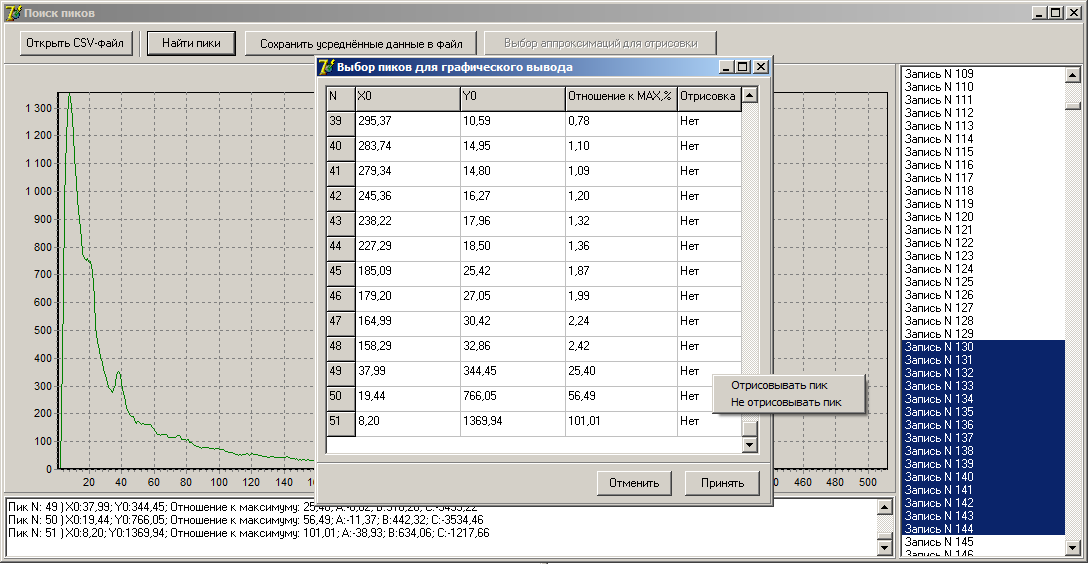 Поиск пиков
Открыть CSV-файл
Найти пики
Сохранить усреднённые данные в файл
Выбор аппроксимаций для отрисовки
1 300
1 200
1 100
1 000
900
800
700
600
500
400
300
200
100
0
20 40 60 80 100 120 140
460 480 500
Выбор пиков для графического вывода
N X0 Y0 Отношение к MAX,% Отрисовка
39 295,37 10,59 0,78 Нет
40 283,74 14,95 1,10 Нет
41 279,34 14,80 1,09 Нет
42 245,36 16,27 1,20 Нет
43 238,22 17,96 1,32 Нет
44 227,29 18,50 1,36 Нет
45 185,09 25,42 1,87 Нет
46 179,20 27,05 1,99 Нет
47 164,99 30,42 2,24 Нет
48 158,29 32,86 2,42 Нет
49 37,99 344,45 25,40 Нет
50 19,44 766,05 56,49 Нет
51 8,20 1369,94 101,01 Нет
Отрисовывать пик
Не отрисовывать пик
Отменить
Принять
Запись N 109
Запись N 110
Запись N 111
Запись N 112
Запись N 113
Запись N 114
Запись N 115
Запись N 116
Запись N 117
Запись N 118
Запись N 119
Запись N 120
Запись N 121
Запись N 122
Запись N 123
Запись N 124
Запись N 125
Запись N 126
Запись N 127
Запись N 128
Запись N 129
Запись N 130
Запись N 131
Запись N 132
Запись N 133
Запись N 134
Запись N 135
Запись N 136
Запись N 137
Запись N 138
Запись N 139
Запись N 140
Запись N 141
Запись N 142
Запись N 143
Запись N 144
Запись N 145
Запись N 146
Пик N: 49 ) X0:37,99; Y0:344,45; Отношение к максимуму:
Пик N: 50 ) X0:19,44; Y0:766,05; Отношение к максимуму: 56,49; A:-11,37; B:442,32; C:-3534,46
Пик N: 51 ) X0:8,20; Y0:1369,94; Отношение к максимуму: 101,01; A:-38,93; B:634,06; C:-1217,66